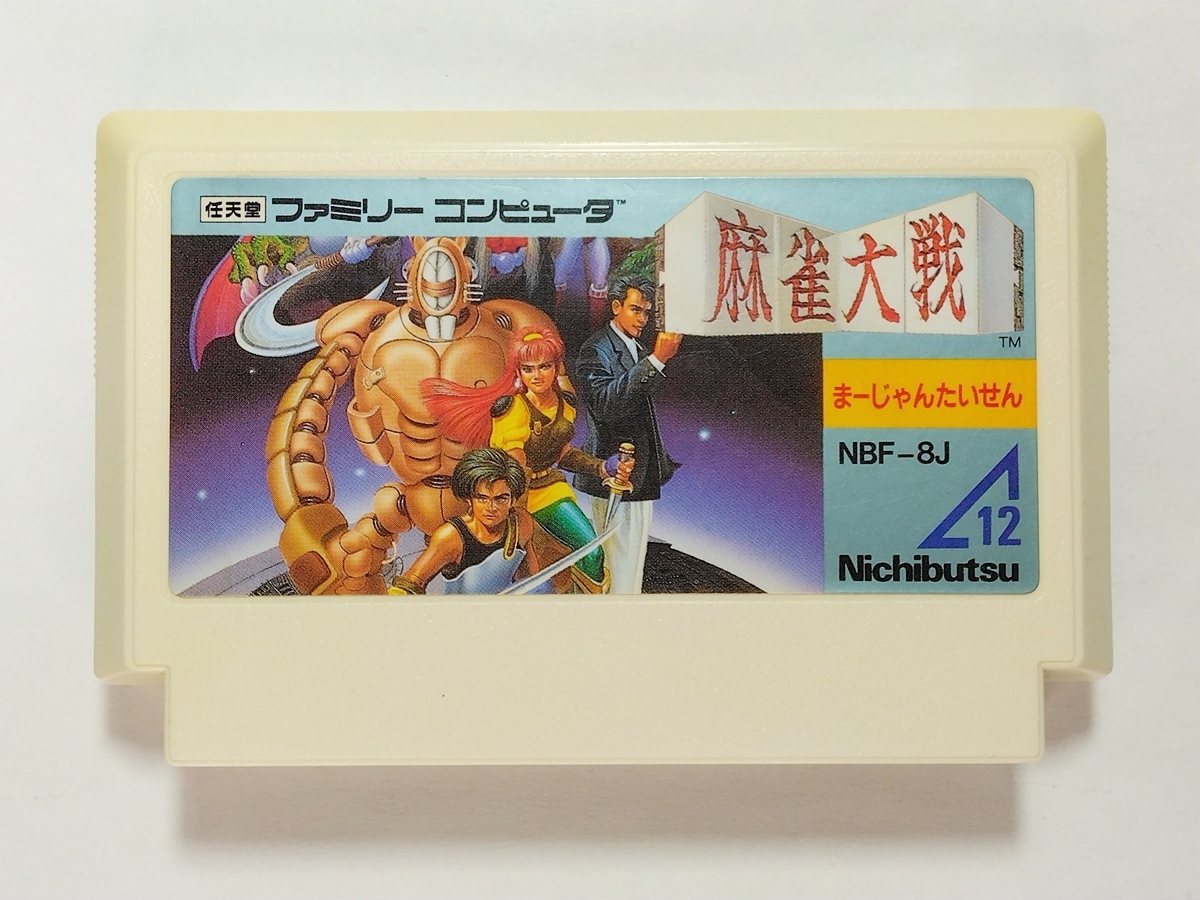 任天堂 ファミリー コンピュータ™
麻雀大戦
TM
まーじゃんたいせん
NBF-8J
12
Nichibutsu